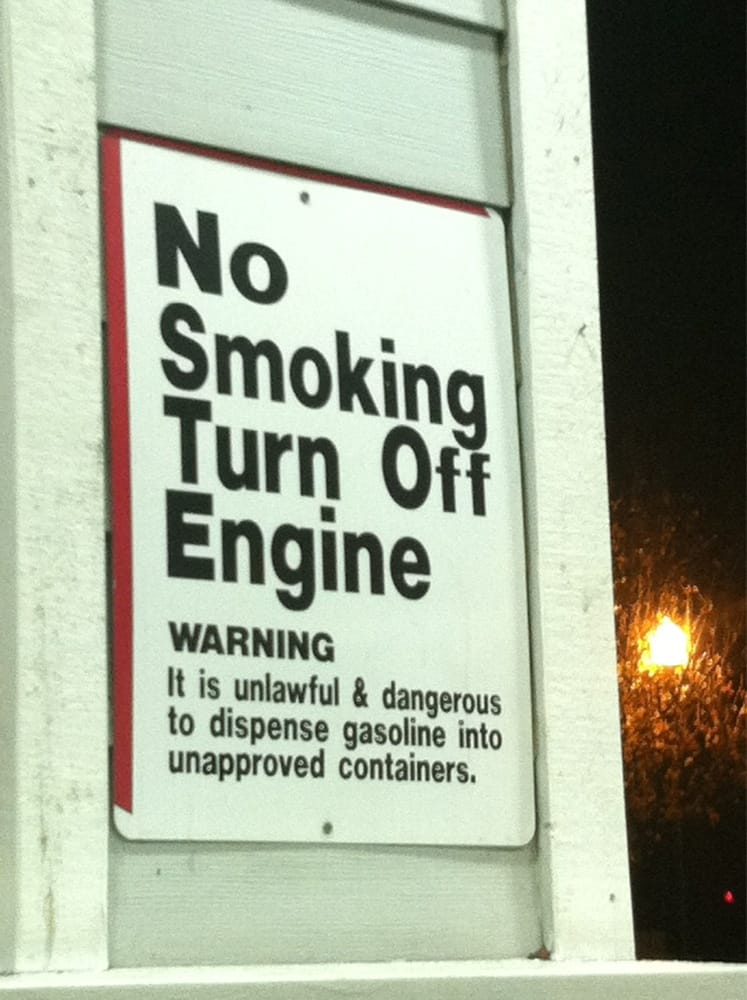 No
Smoking
Turn Off
Engine
WARNING
It is unlawful & dangerous
to dispense gasoline into
unapproved containers.